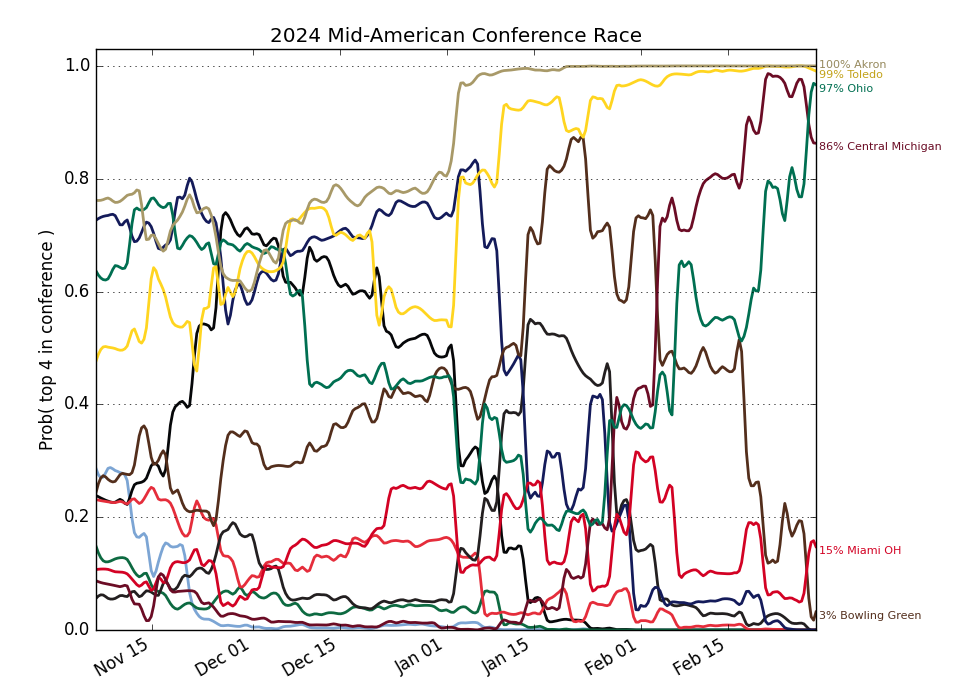 2024 Mid-American Conference Race
Prob( top 4 in conference )
1.0
0.8
0.6
0.4
0.2
0.0
100% Akron
99% Toledo
97% Ohio
86% Central Michigan
15% Miami OH
3% Bowling Green
Nov 15
Dec 01
Dec 15
Jan 01
Jan 15
Feb 01
Feb 15